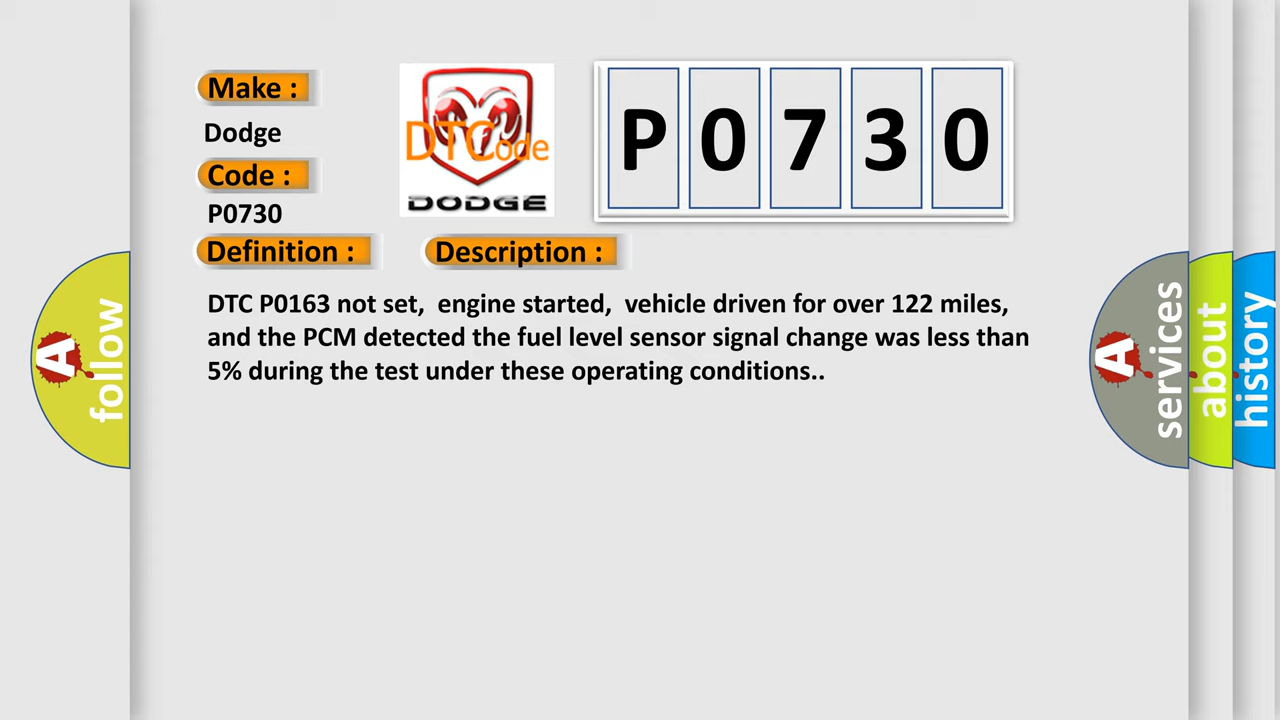 Make :
Dodge
Code :
P0730
Definition :
Description :
DTC P0163 not set,  engine started,  vehicle driven for over 122 miles,
and the PCM detected the fuel level sensor signal change was less than
5% during the test under these operating conditions..
DTCode
DODGE
P0730
A follow
A services
about
history